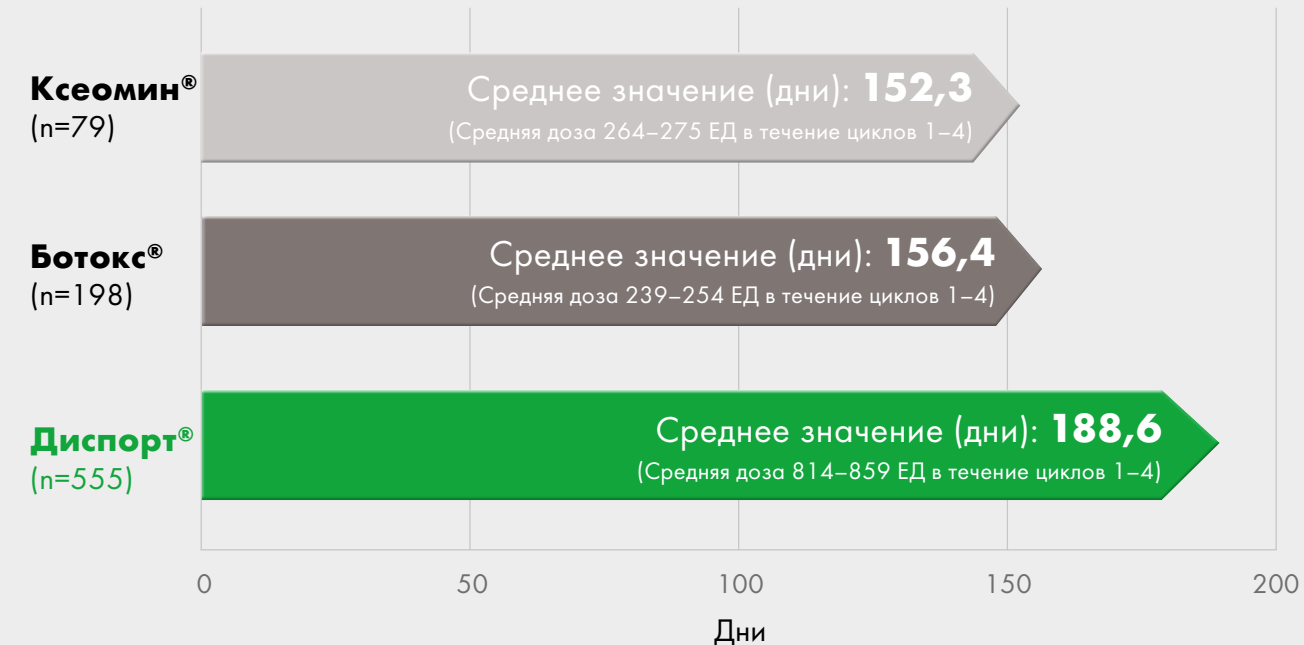 Ксеомин®
(n=79)
Среднее значение (дни): 152,3
(Средняя доза 264–275 ЕД в течение циклов 1–4)
Ботокс®
(n=198)
Среднее значение (дни): 156,4
(Средняя доза 239–254 ЕД в течение циклов 1–4)
Диспорт®
(n=555)
Среднее значение (дни): 188,6
(Средняя доза 814–859 ЕД в течение циклов 1–4)
0 50 100 150 200
Дни